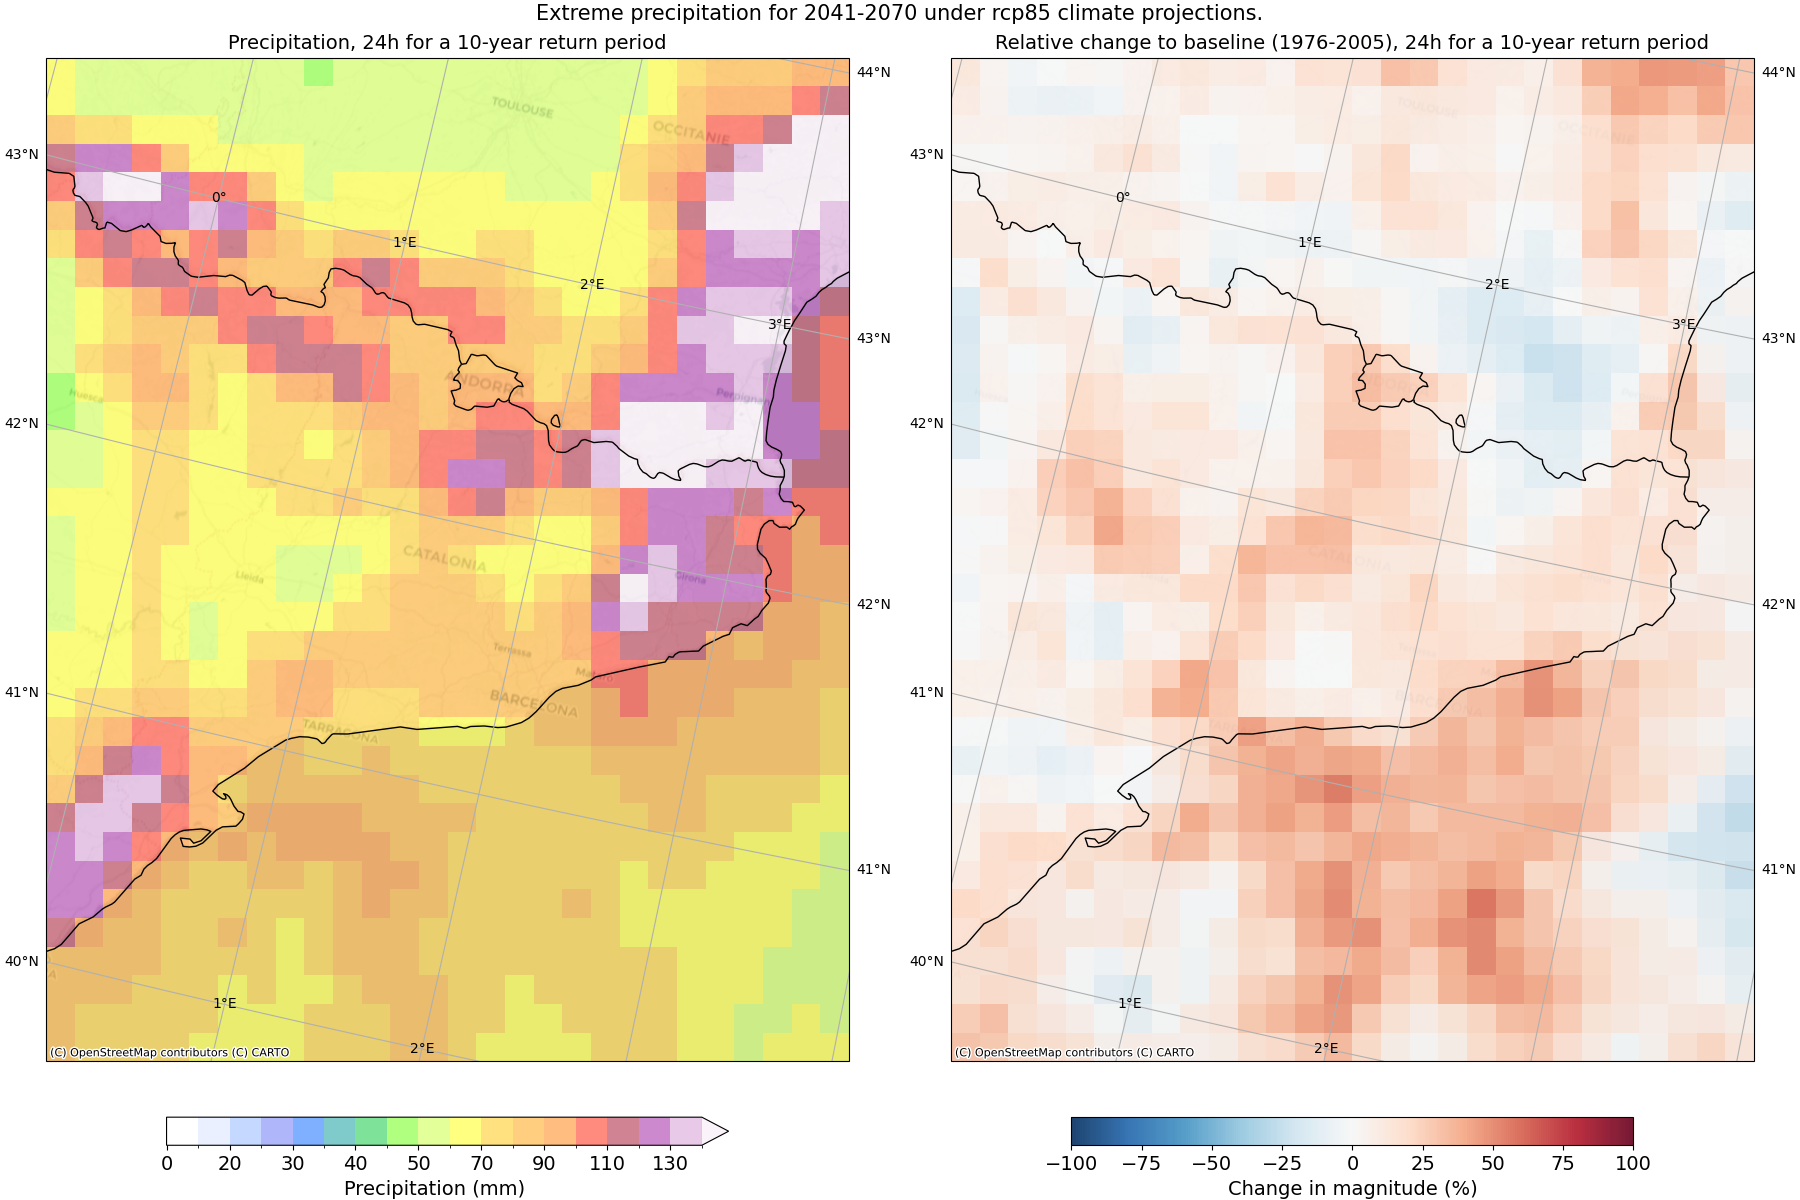 Extreme precipitation for 2041-2070 under rcp85 climate projections.
Precipitation, 24h for a 10-year return period
Relative change to baseline (1976-2005), 24h for a 10-year return period
44°N
44°N
TOULOUSE
TOULOUSE
OCCITANIE
OCCITANIE
43°N
43°N
0°
0°
1°E
1°E
2°E
2°E
3°E
3°E
43°N
43°N
ANDORRA
Huesca
Perpignan
42°N
42°N
CATALONIA
CATALONIA
Lleida
Girona
42°N
42°N
Terrassa
BARCELONA
BARCELONA
41°N
41°N
TARRAGONA
41°N
41°N
40°N
40°N
1°E
1°E
2°E
2°E
(C) OpenStreetMap contributors (C) CARTO
(C) OpenStreetMap contributors (C) CARTO
0 20 30 40 50 70 90 110 130
Precipitation (mm)
−100 −75 −50 −25 0 25 50 75 100
Change in magnitude (%)